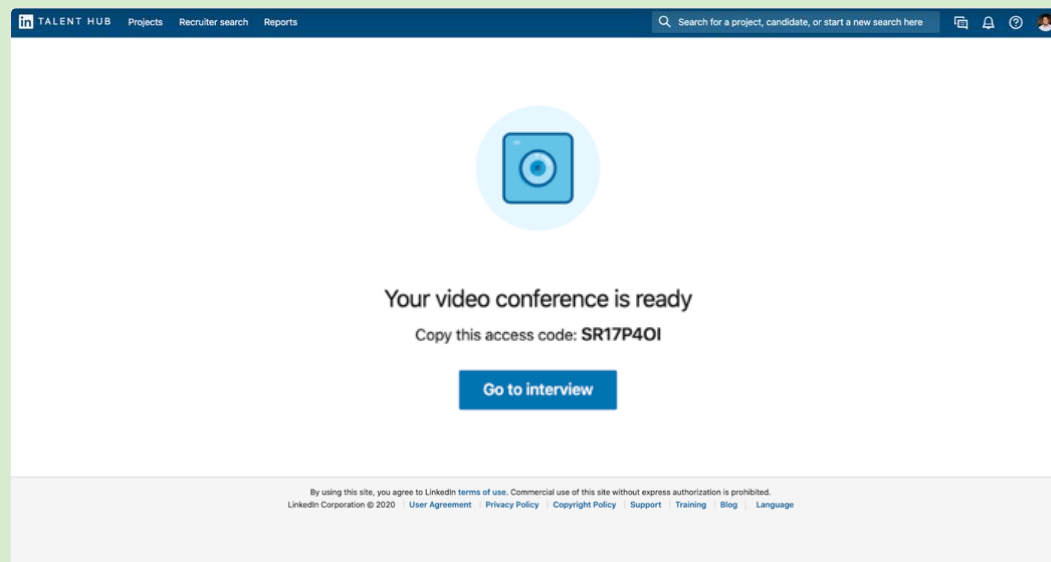 in TALENT HUB Projects Recruiter search Reports Search for a project, candidate, or start a new search here
Your video conference is ready
Copy this access code: SR17P4OI
Go to interview
By using this site, you agree to LinkedIn terms of use. Commercial use of this site without express authorization is prohibited.
LinkedIn Corporation © 2020 | User Agreement | Privacy Policy | Copyright Policy | Support | Training | Blog | Language